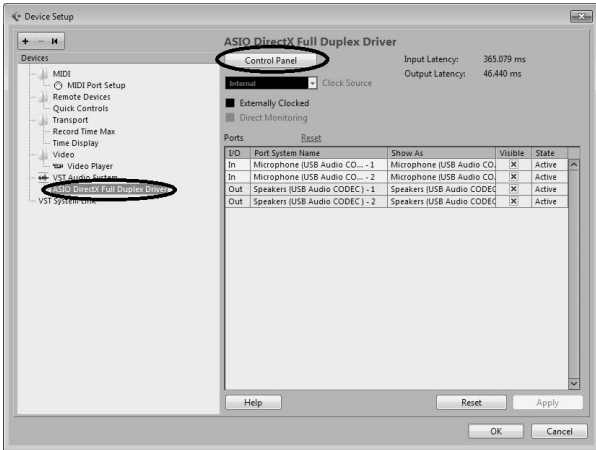 Device Setup
+ - 
Devices
MIDI
MIDI Port Setup
Remote Devices
Quick Controls
Transport
Record Time Max
Time Display
Video
Video Player
VST Audio System
ASIO DirectX Full Duplex Driver
VST System Link
ASIO DirectX Full Duplex Driver
Control Panel
Input Latency: 365.079 ms
Output Latency: 46.440 ms
Internal Clock Source
Externally Clocked
Direct Monitoring
Ports Reset
I/O Port System Name Show As Visible State
In Microphone (USB Audio CO... - 1 Microphone (USB Audio CO. Active
In Microphone (USB Audio CO... - 2 Microphone (USB Audio CO. Active
Out Speakers (USB Audio CODEC ) - 1 Speakers (USB Audio CODEC Active
Out Speakers (USB Audio CODEC ) - 2 Speakers (USB Audio CODEC Active
Help Reset Apply
OK Cancel